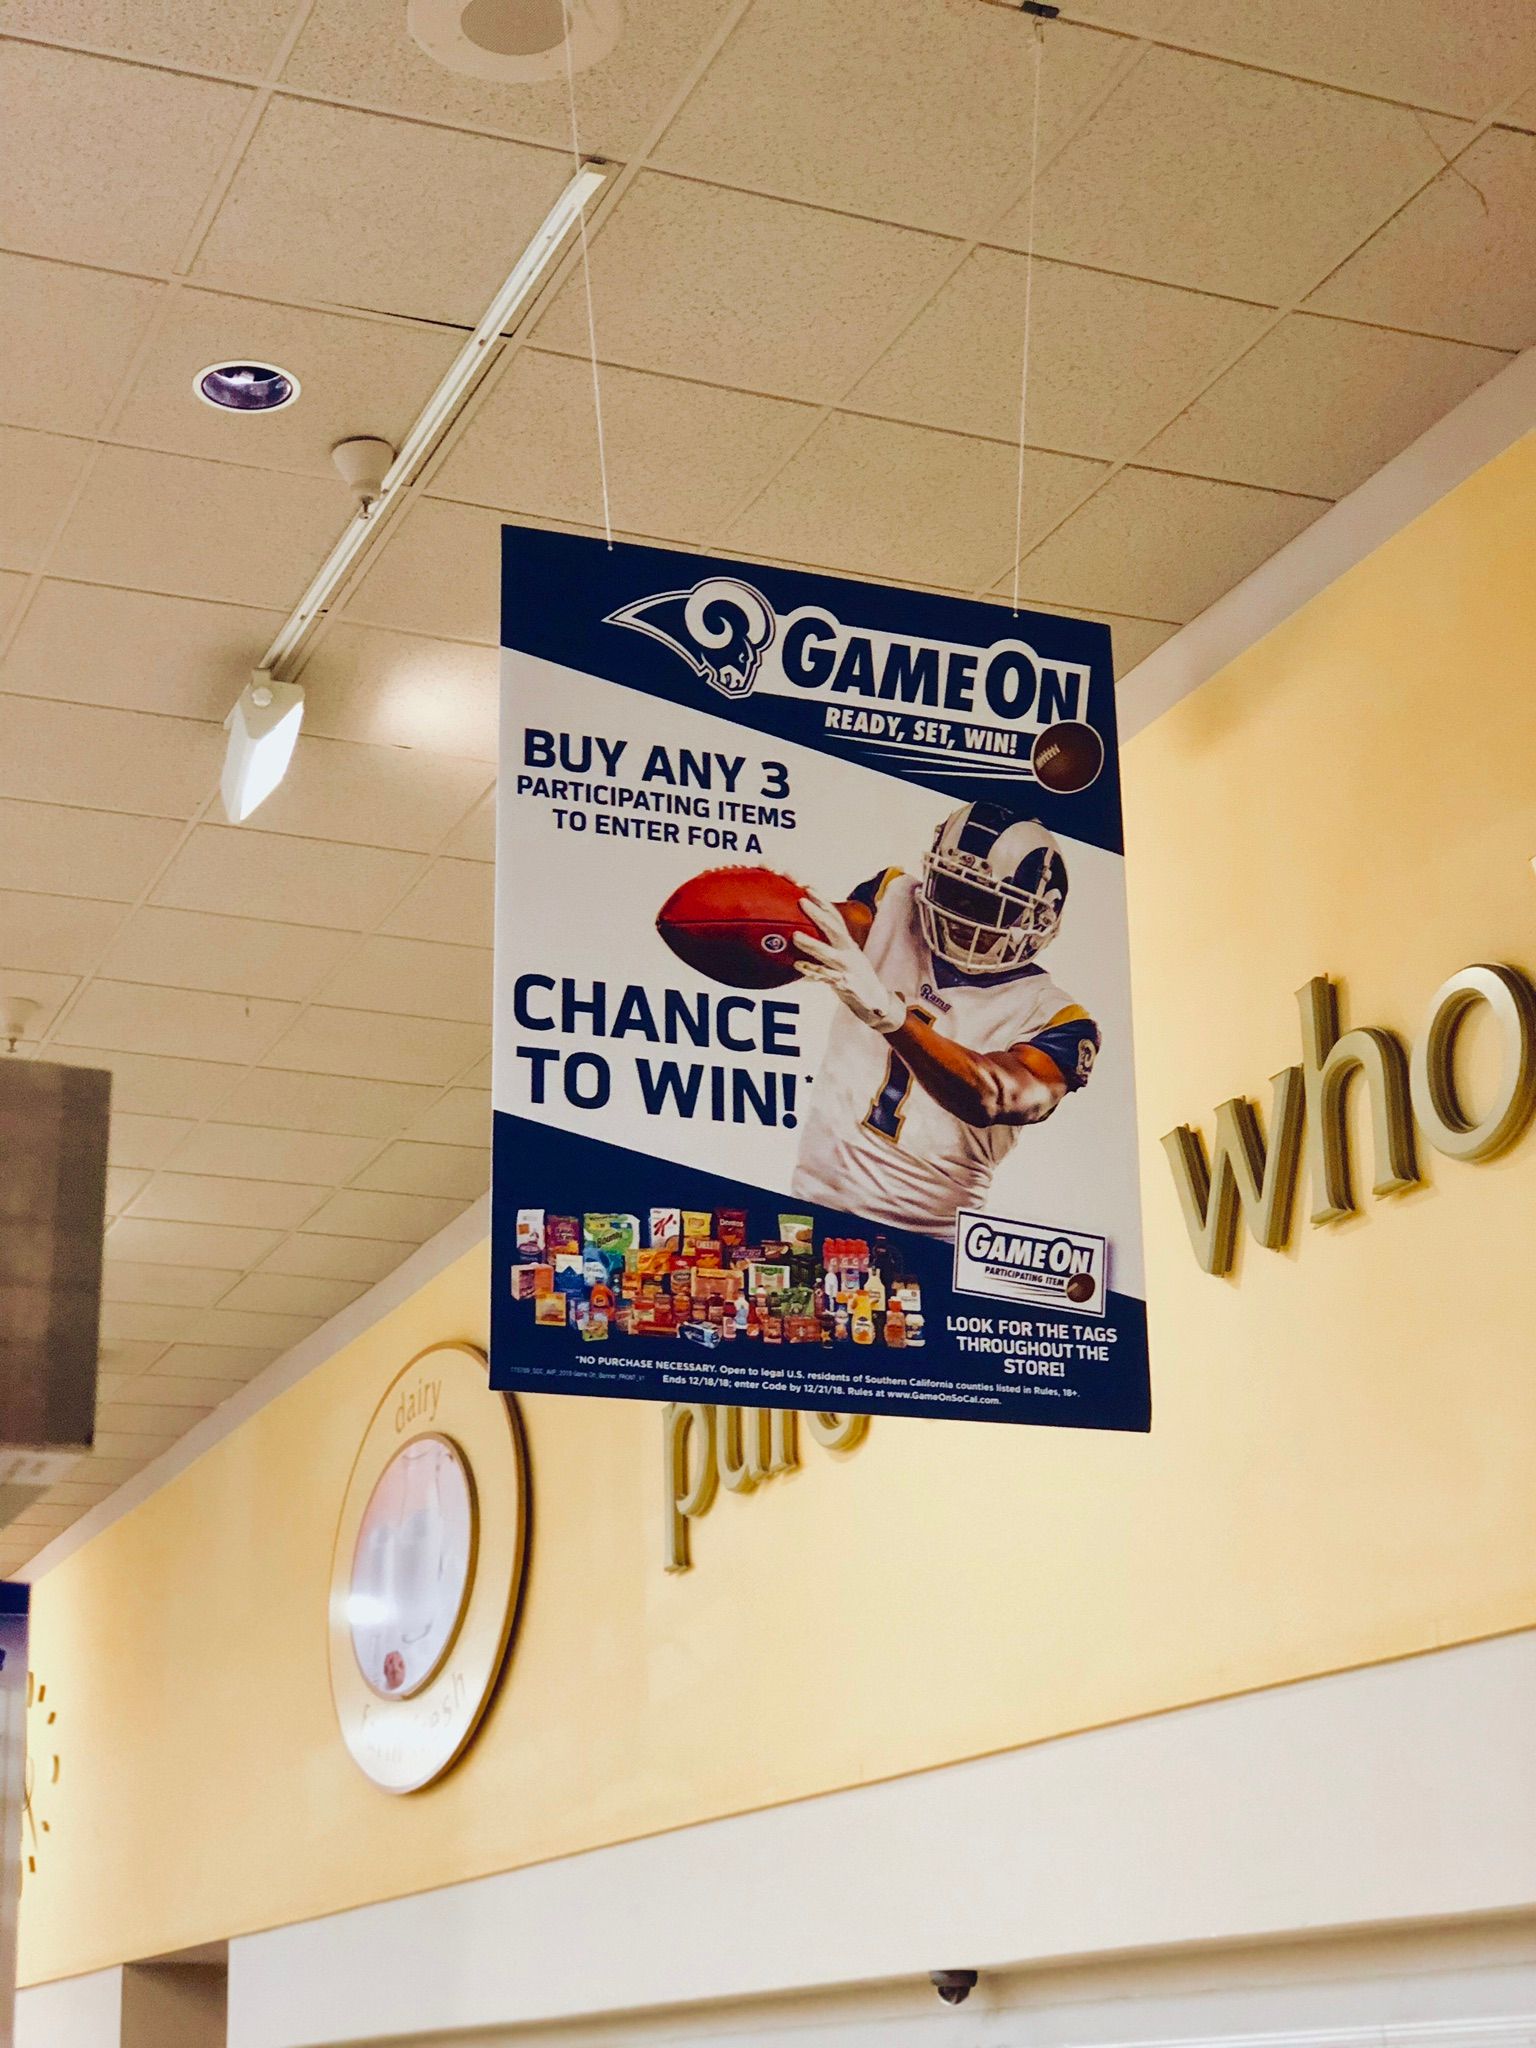 GAME ON
READY, SET, WIN!
BUY ANY 3
PARTICIPATING ITEMS
TO ENTER FOR A
CHANCE
TO WIN!*
Rams
1
Bounty
Doritos
GAME ON
PARTICIPATING ITEM
LOOK FOR THE TAGS
THROUGHOUT THE
STORE!
*NO PURCHASE NECESSARY. Open to legal U.S. residents of Southern California counties listed in Rules, 18+.
Ends 12/18/18; enter Code by 12/21/18. Rules at www.GameOnSoCal.com.
who
dairy